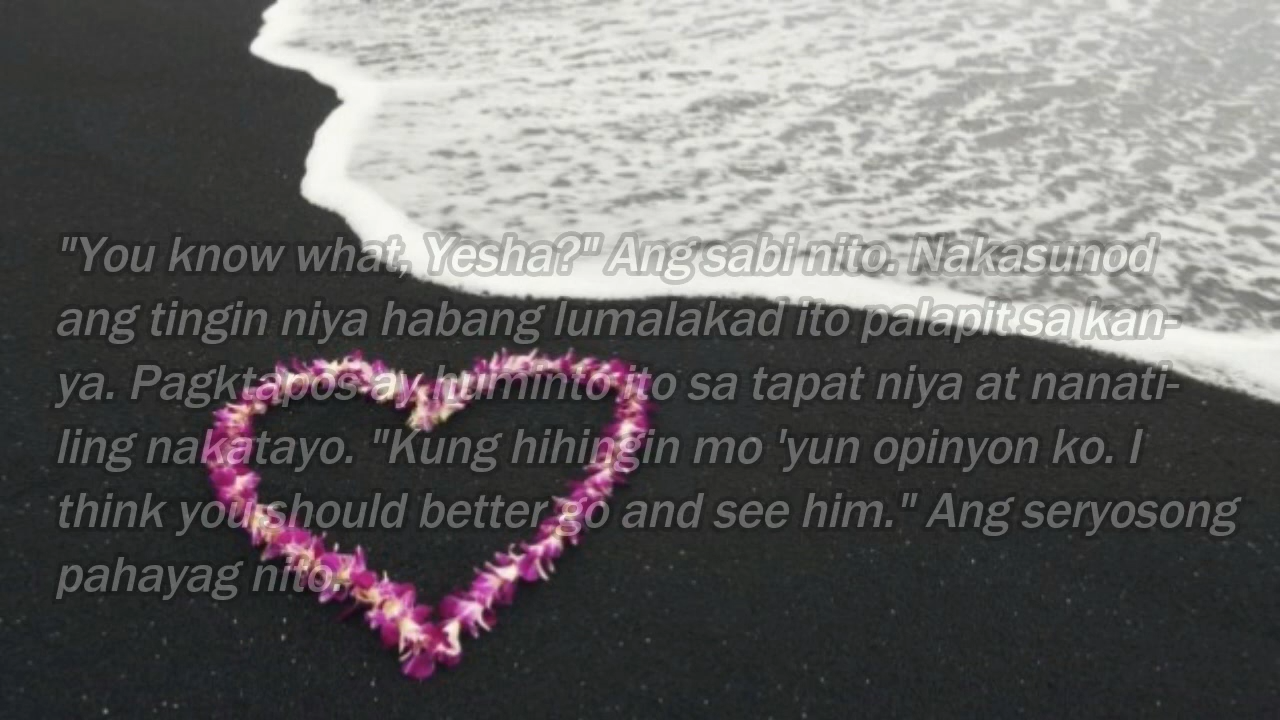 "You know what, Yesha?" Ang sabi nito. Nakasunod
ang tingin niya habang lumalakad ito palapit sa kan-
ya. Pagktapos ay huminto ito sa tapat niya at nanati-
ling nakatayo. "Kung hihingin mo 'yun opinyon ko. I
think you should better go and see him." Ang seryosong
pahayag nito.